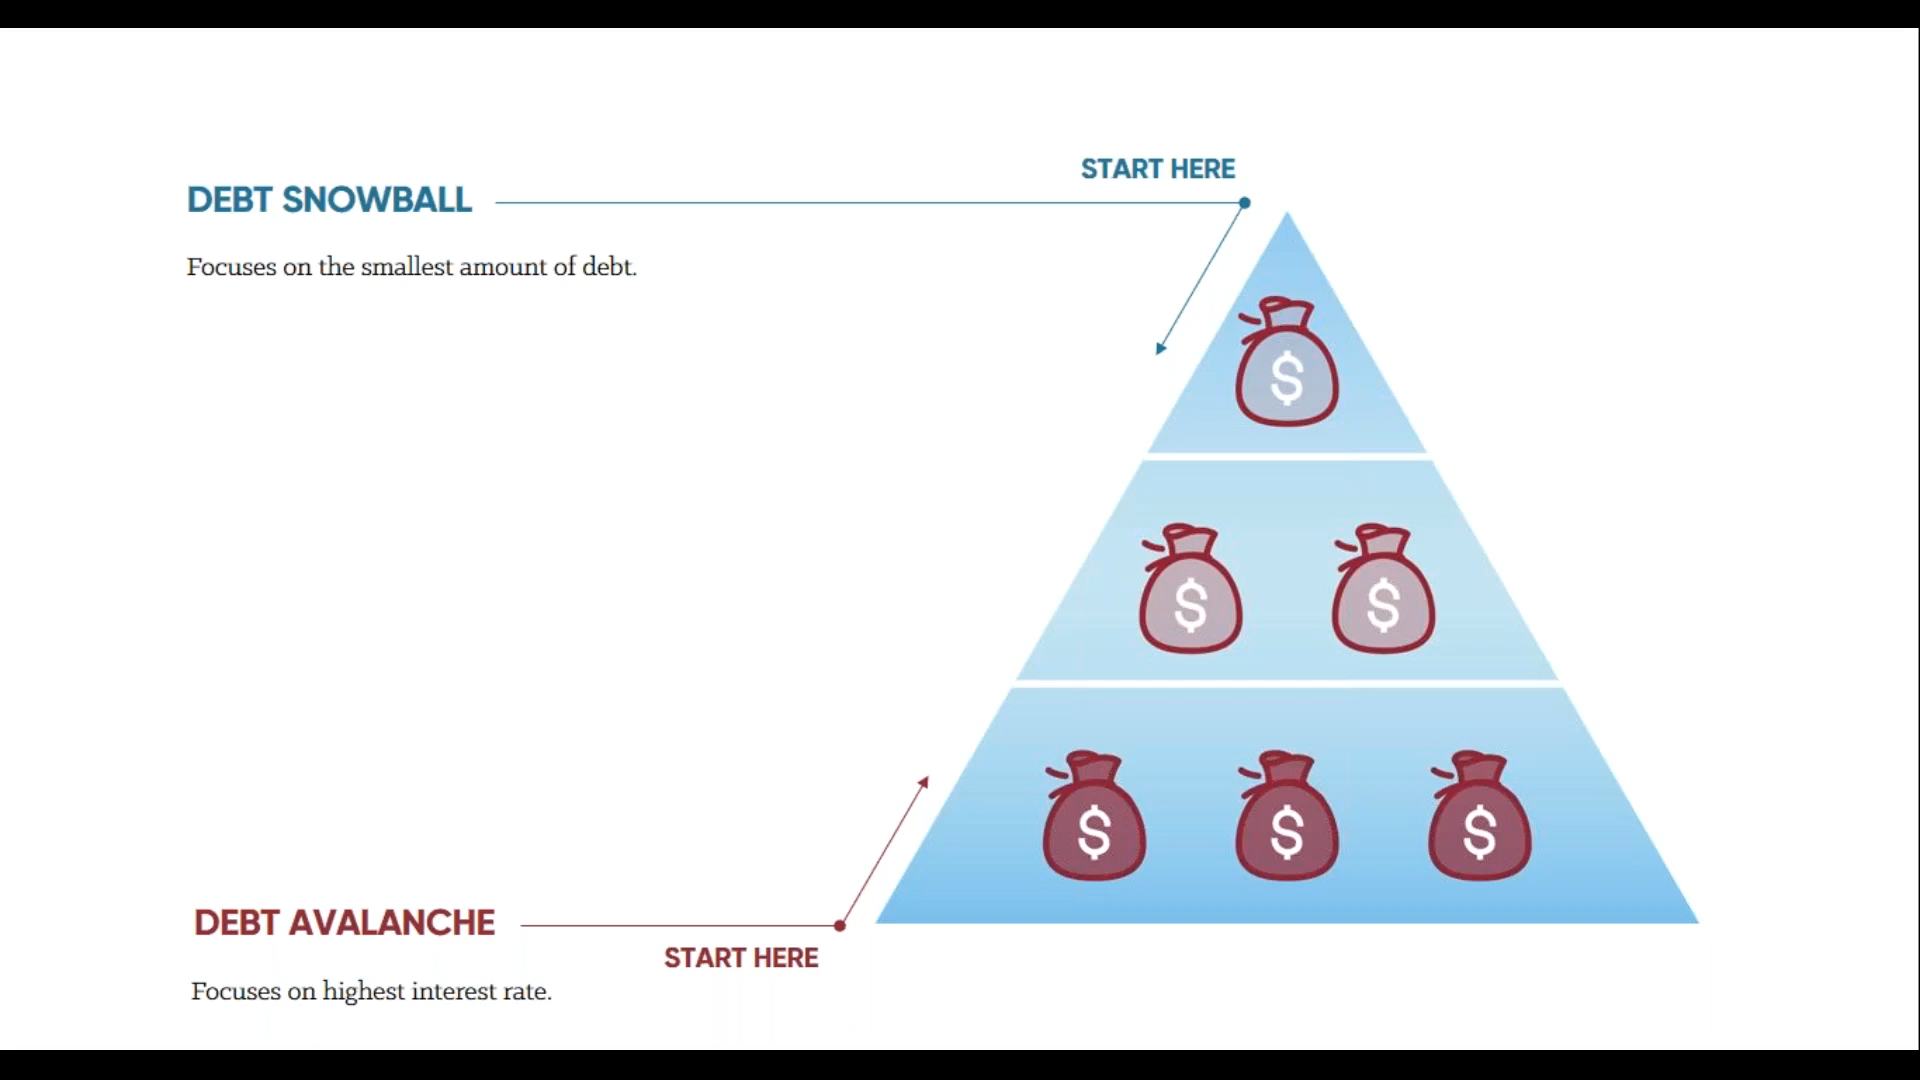 START HERE
DEBT SNOWBALL
Focuses on the smallest amount of debt.
$
$ $
$ $ $
DEBT AVALANCHE
START HERE
Focuses on highest interest rate.